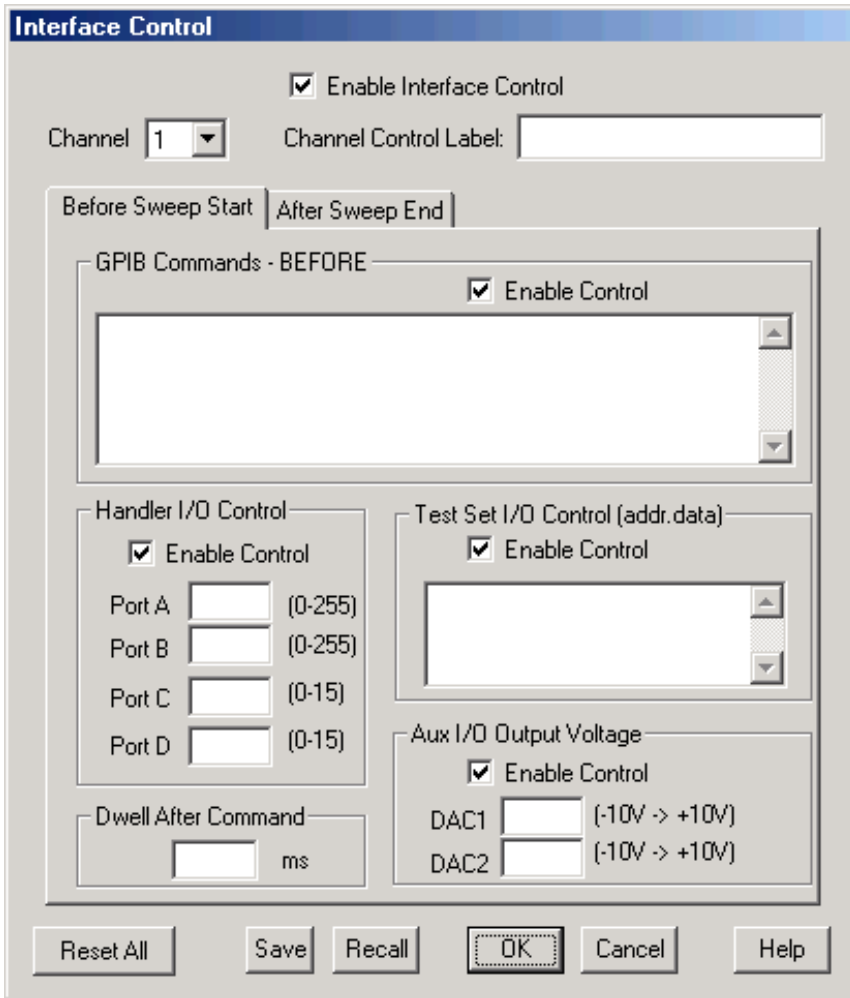 Interface Control
Enable Interface Control
Channel 1 Channel Control Label:
Before Sweep Start After Sweep End
GPIB Commands - BEFORE
Enable Control
Handler I/O Control
Enable Control
Port A (0-255)
Port B (0-255)
Port C (0-15)
Port D (0-15)
Test Set I/O Control (addr.data)
Enable Control
Aux I/O Output Voltage
Enable Control
DAC1 (-10V -> +10V)
DAC2 (-10V -> +10V)
Dwell After Command
ms
Reset All Save Recall OK Cancel Help